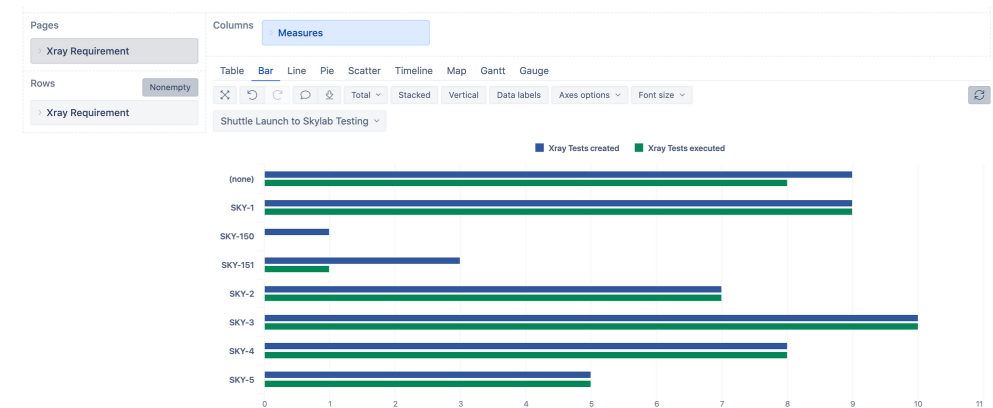 Pages
Columns
Measures
Xray Requirement
Rows
Nonempty
Xray Requirement
Table Bar Line Pie Scatter Timeline Map Gantt Gauge
Total Stacked Vertical Data labels Axes options Font size
Shuttle Launch to Skylab Testing
Xray Tests created Xray Tests executed
(none)
SKY-1
SKY-150
SKY-151
SKY-2
SKY-3
SKY-4
SKY-5
0 1 2 3 4 5 6 7 8 9 10 11